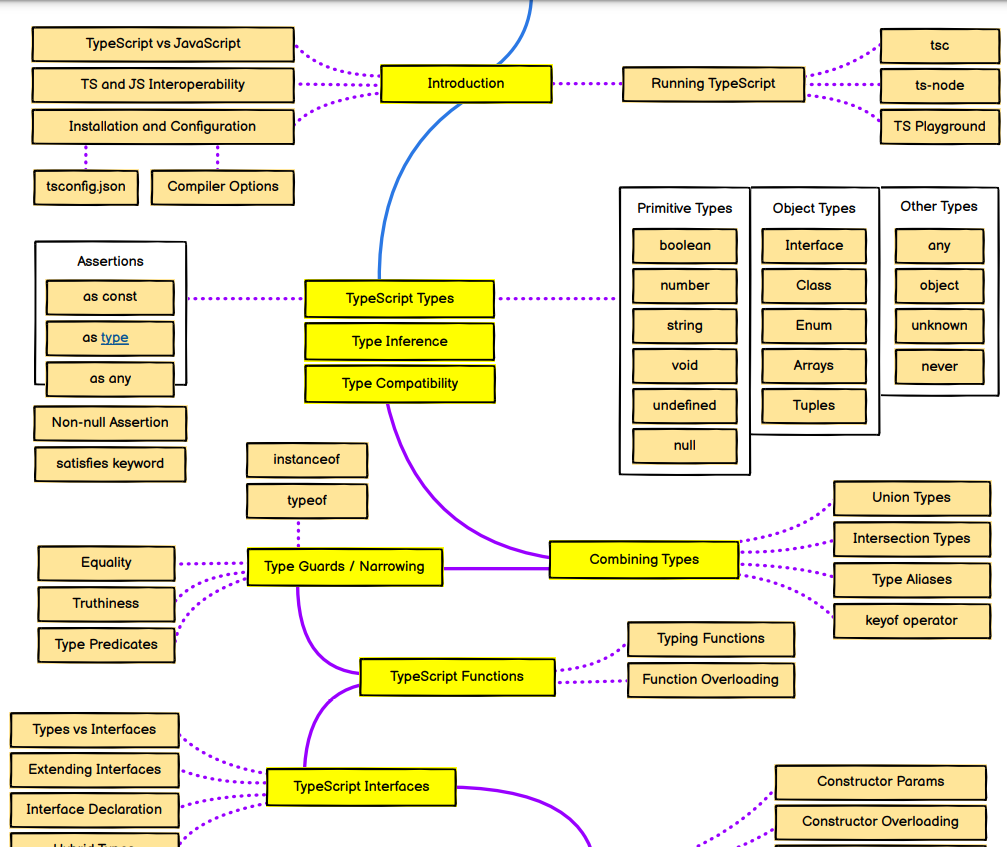 TypeScript vs JavaScript
TS and JS Interoperability
Installation and Configuration
tsconfig.json
Compiler Options
Introduction
Running TypeScript
tsc
ts-node
TS Playground
Assertions
as const
as type
as any
Non-null Assertion
satisfies keyword
TypeScript Types
Type Inference
Type Compatibility
Primitive Types
boolean
number
string
void
undefined
null
Object Types
Interface
Class
Enum
Arrays
Tuples
Other Types
any
object
unknown
never
instanceof
typeof
Equality
Truthiness
Type Predicates
Type Guards / Narrowing
Combining Types
Union Types
Intersection Types
Type Aliases
keyof operator
TypeScript Functions
Typing Functions
Function Overloading
Types vs Interfaces
Extending Interfaces
Interface Declaration
Hybrid Types
TypeScript Interfaces
Constructor Params
Constructor Overloading